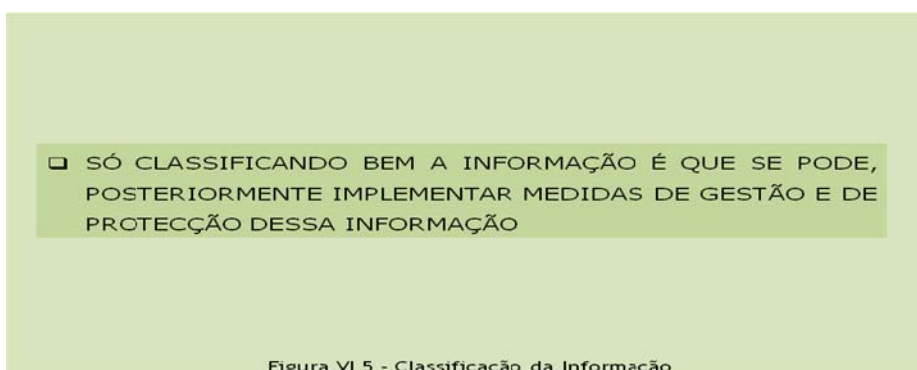 ❑ SÓ CLASSIFICANDO BEM A INFORMAÇÃO É QUE SE PODE,
POSTERIORMENTE IMPLEMENTAR MEDIDAS DE GESTÃO E DE
PROTECÇÃO DESSA INFORMAÇÃO
Figura VI.5 - Classificação da Informação